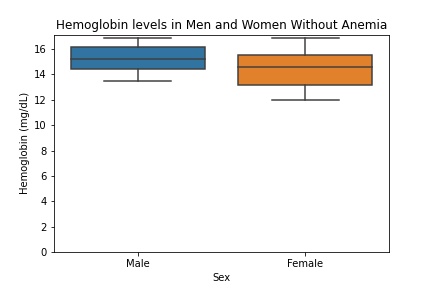 Hemoglobin levels in Men and Women Without Anemia
Hemoglobin (mg/dL)
16
14
12
10
8
6
4
2
0
Male Female
Sex